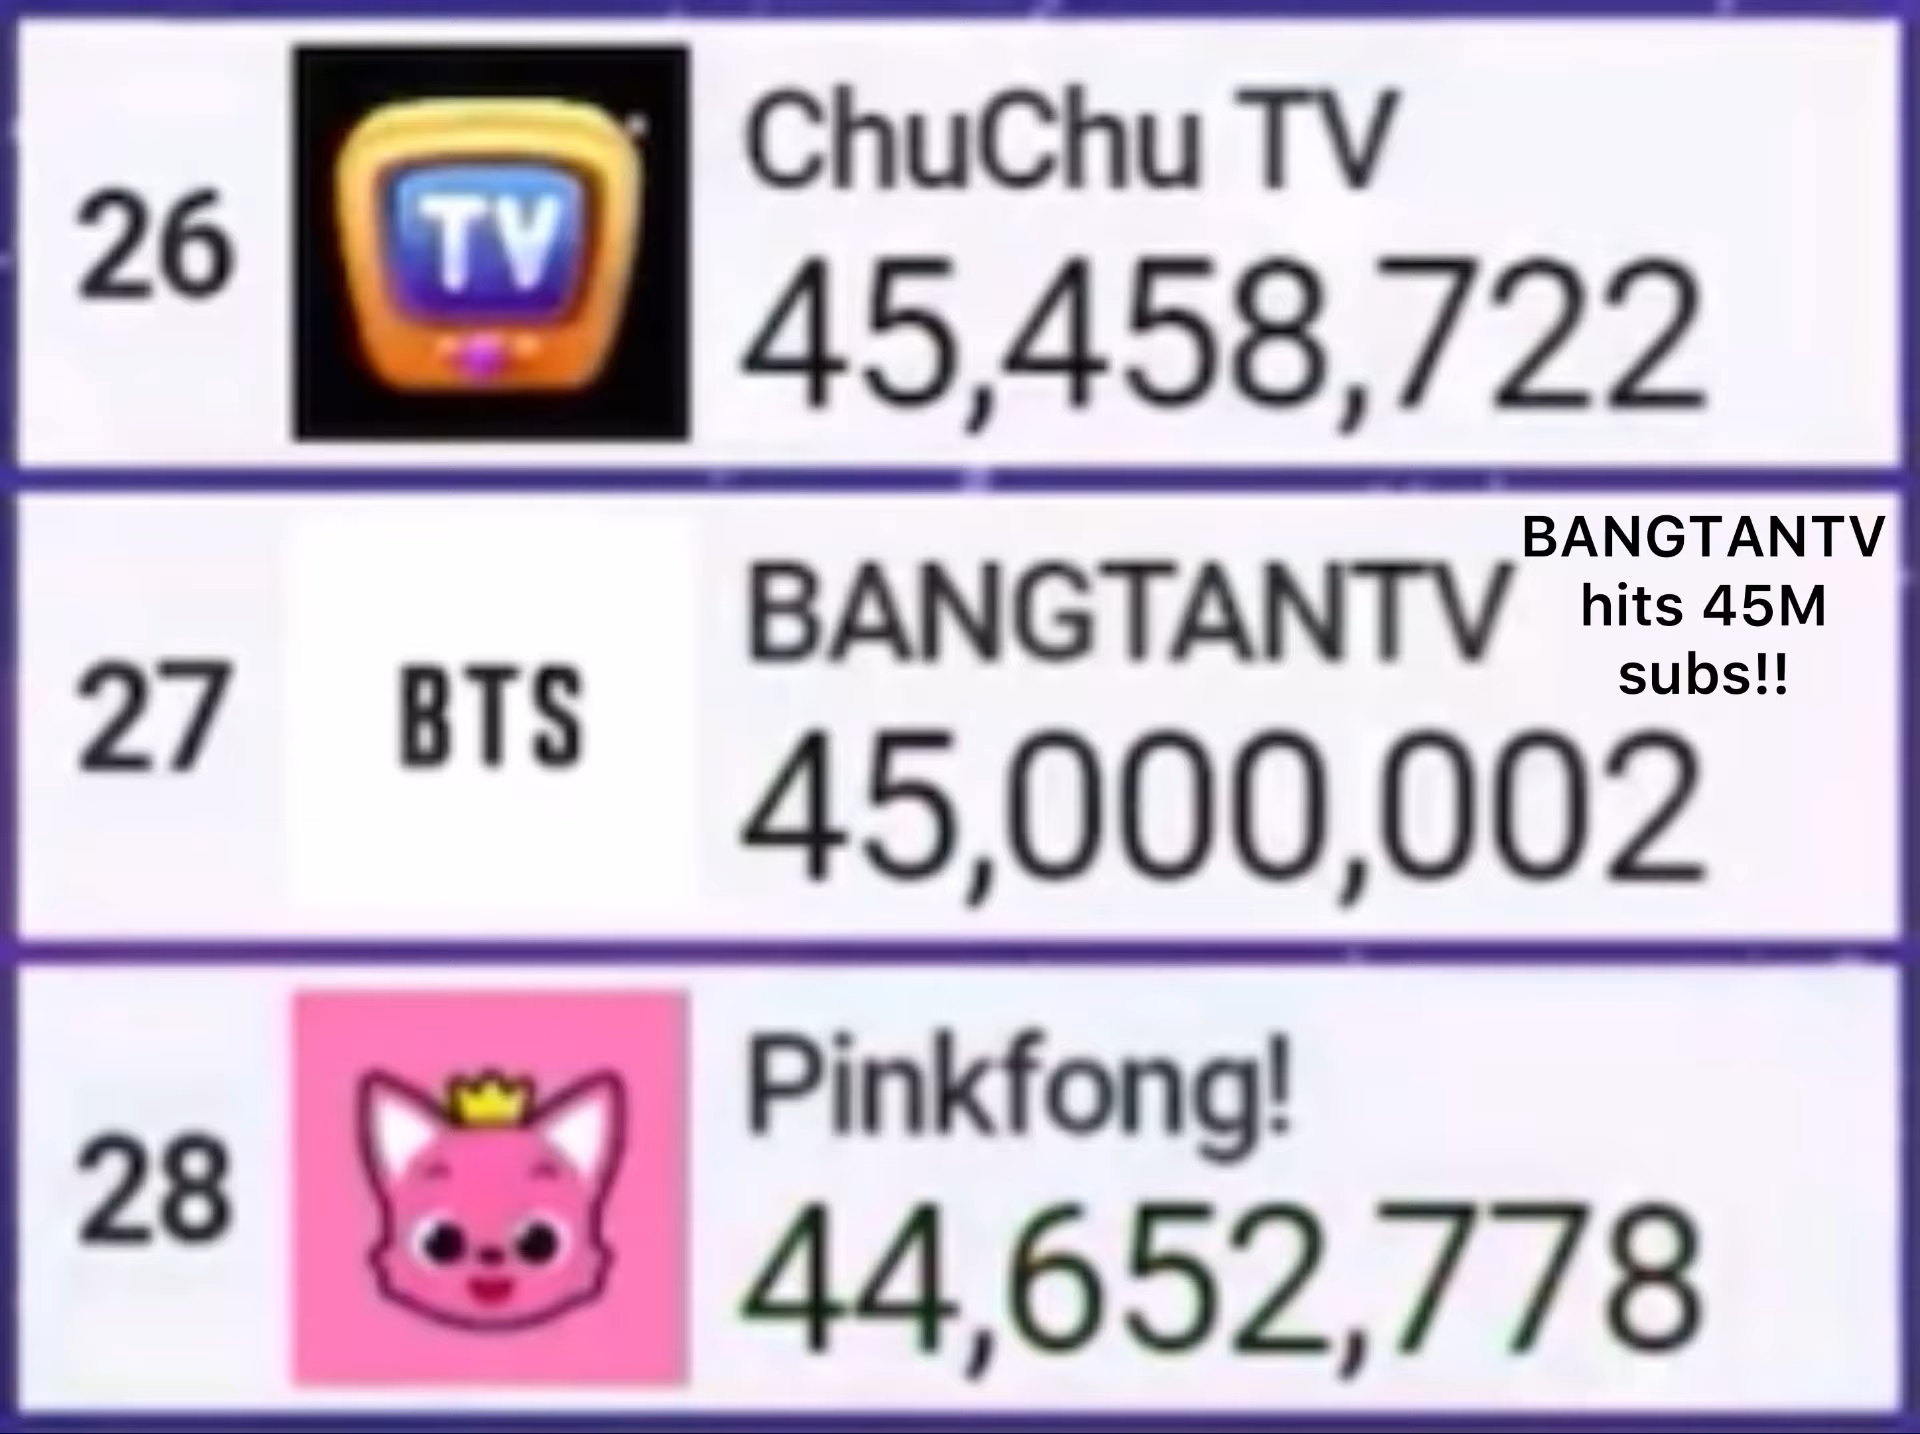 26
TV
ChuChu TV
45,458,722
27
BTS
BANGTANTV
45,000,002
BANGTANTV
hits 45M
subs!!
28
Pinkfong!
44,652,778